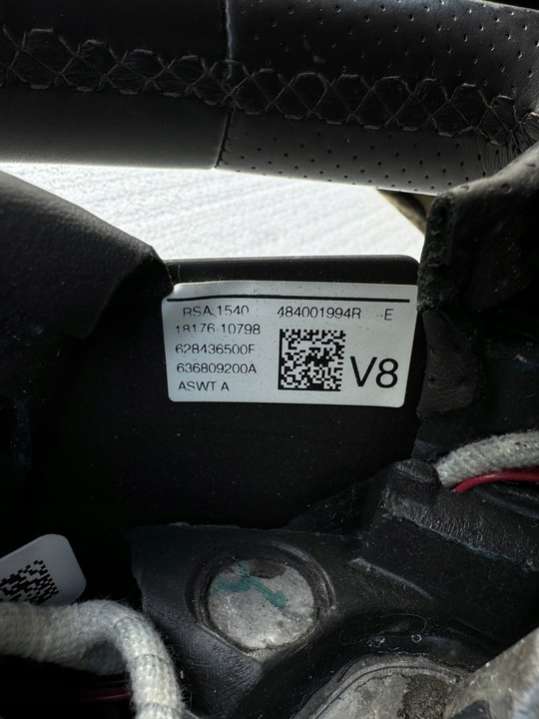 RSA 1540 484001994R --E
18176-10798
628436500F
636809200A
ASWT A
V8